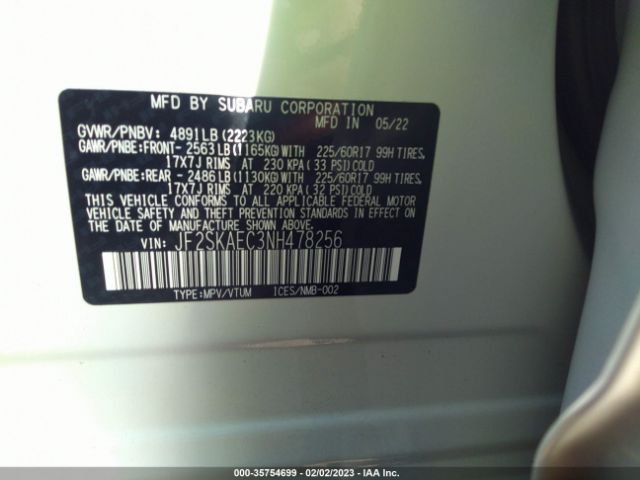 MFD BY SUBARU CORPORATION
MFD IN 05/22
GVWR/PNBV: 4891LB(2223KG)
GAWR/PNBE:FRONT- 2563LB(1165KG)WITH 225/60R17 99H TIRES,
17X7J RIMS AT 230 KPA( 33 PSI)COLD
GAWR/PNBE:REAR - 2486LB(1130KG)WITH 225/60R17 99H TIRES,
17X7J RIMS AT 220 KPA( 32 PSI)COLD
THIS VEHICLE CONFORMS TO ALL APPLICABLE FEDERAL MOTOR
VEHICLE SAFETY AND THEFT PREVENTION STANDARDS IN EFFECT ON
THE DATE OF MANUFACTURE SHOWN ABOVE.
VIN: JF2SKAEC3NH478256
TYPE:MPV/VTUM ICES/NMB-002
000-35754699 - 02/02/2023 - IAA Inc.